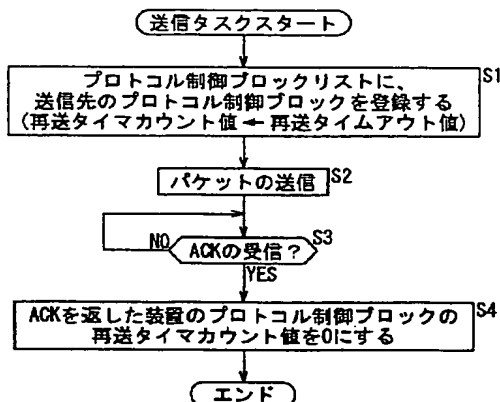 送信タスクスタート
プロトコル制御ブロックリストに、
送信先のプロトコル制御ブロックを登録する
(再送タイマカウント値 ← 再送タイムアウト値)
S1
パケットの送信
S2
NO
ACKの受信?
S3
YES
ACKを返した装置のプロトコル制御ブロックの
再送タイマカウント値を0にする
S4
エンド